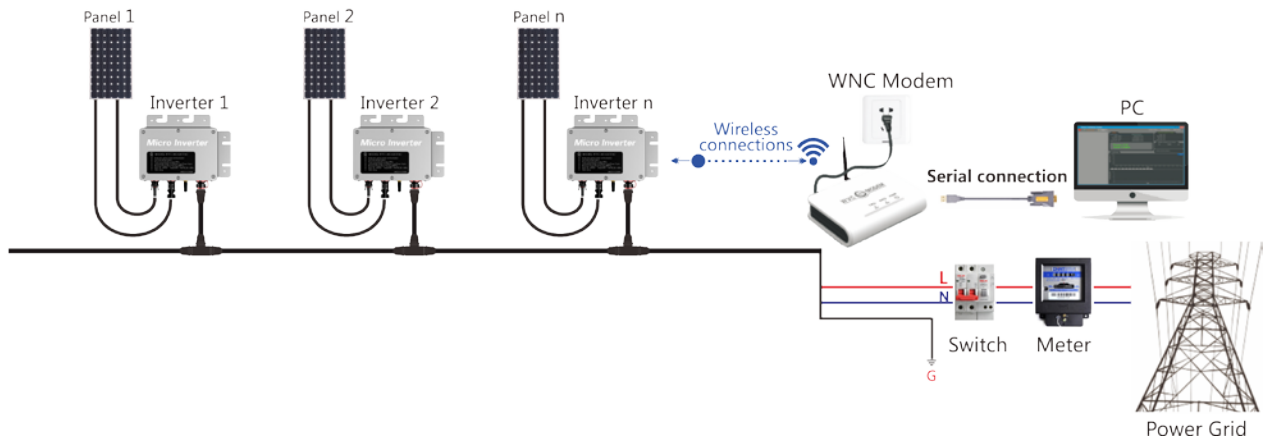 Panel 1
Panel 2
Panel n
Inverter 1
Inverter 2
Inverter n
Micro Inverter
Micro Inverter
Micro Inverter
Wireless
connections
WNC Modem
PC
Serial connection
L
N
G
Switch
Meter
Power Grid